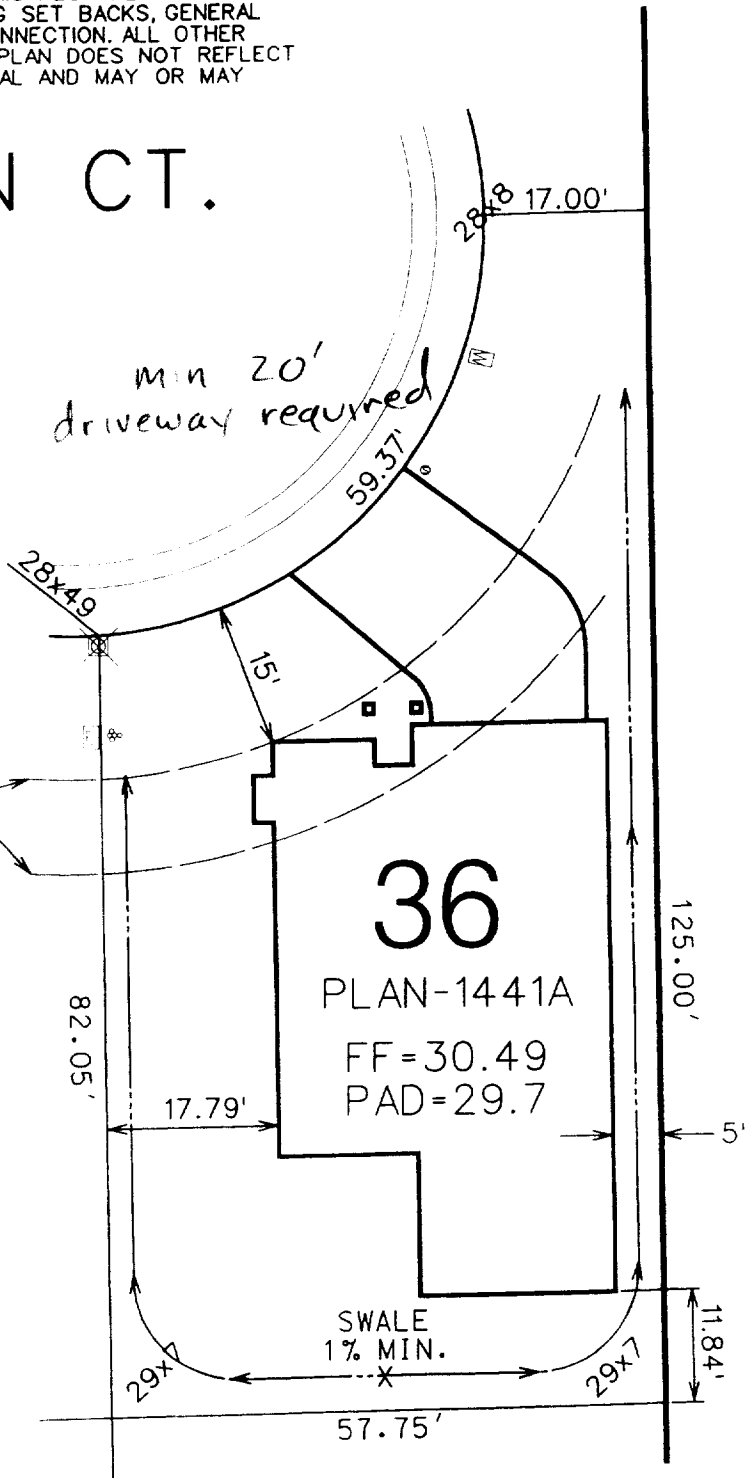 G SET BACKS, GENERAL
NNECTION. ALL OTHER
PLAN DOES NOT REFLECT
AL AND MAY OR MAY
N CT.
28x8
17.00'
min 20'
driveway required
59.37'
28x49
15'
W
36
PLAN-1441A
FF=30.49
PAD=29.7
125.00'
82.05'
17.79'
5'
SWALE
1% MIN.
29x7
29x7
11.84'
57.75'